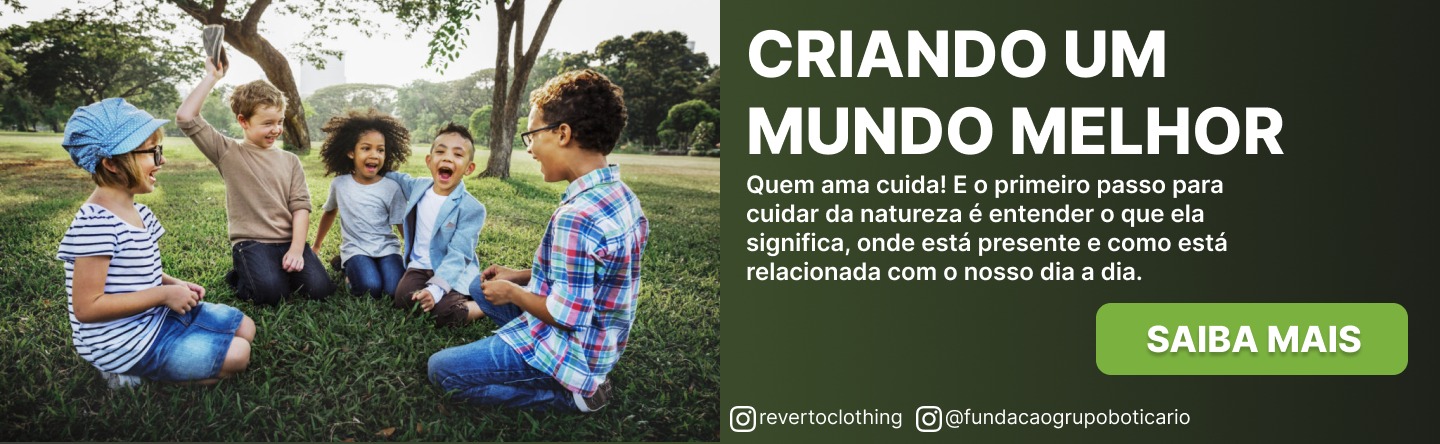 CRIANDO UM
MUNDO MELHOR
Quem ama cuida! E o primeiro passo para
cuidar da natureza é entender o que ela
significa, onde está presente e como está
relacionada com o nosso dia a dia.
SAIBA MAIS
revertoclothing @fundacaogrupoboticario